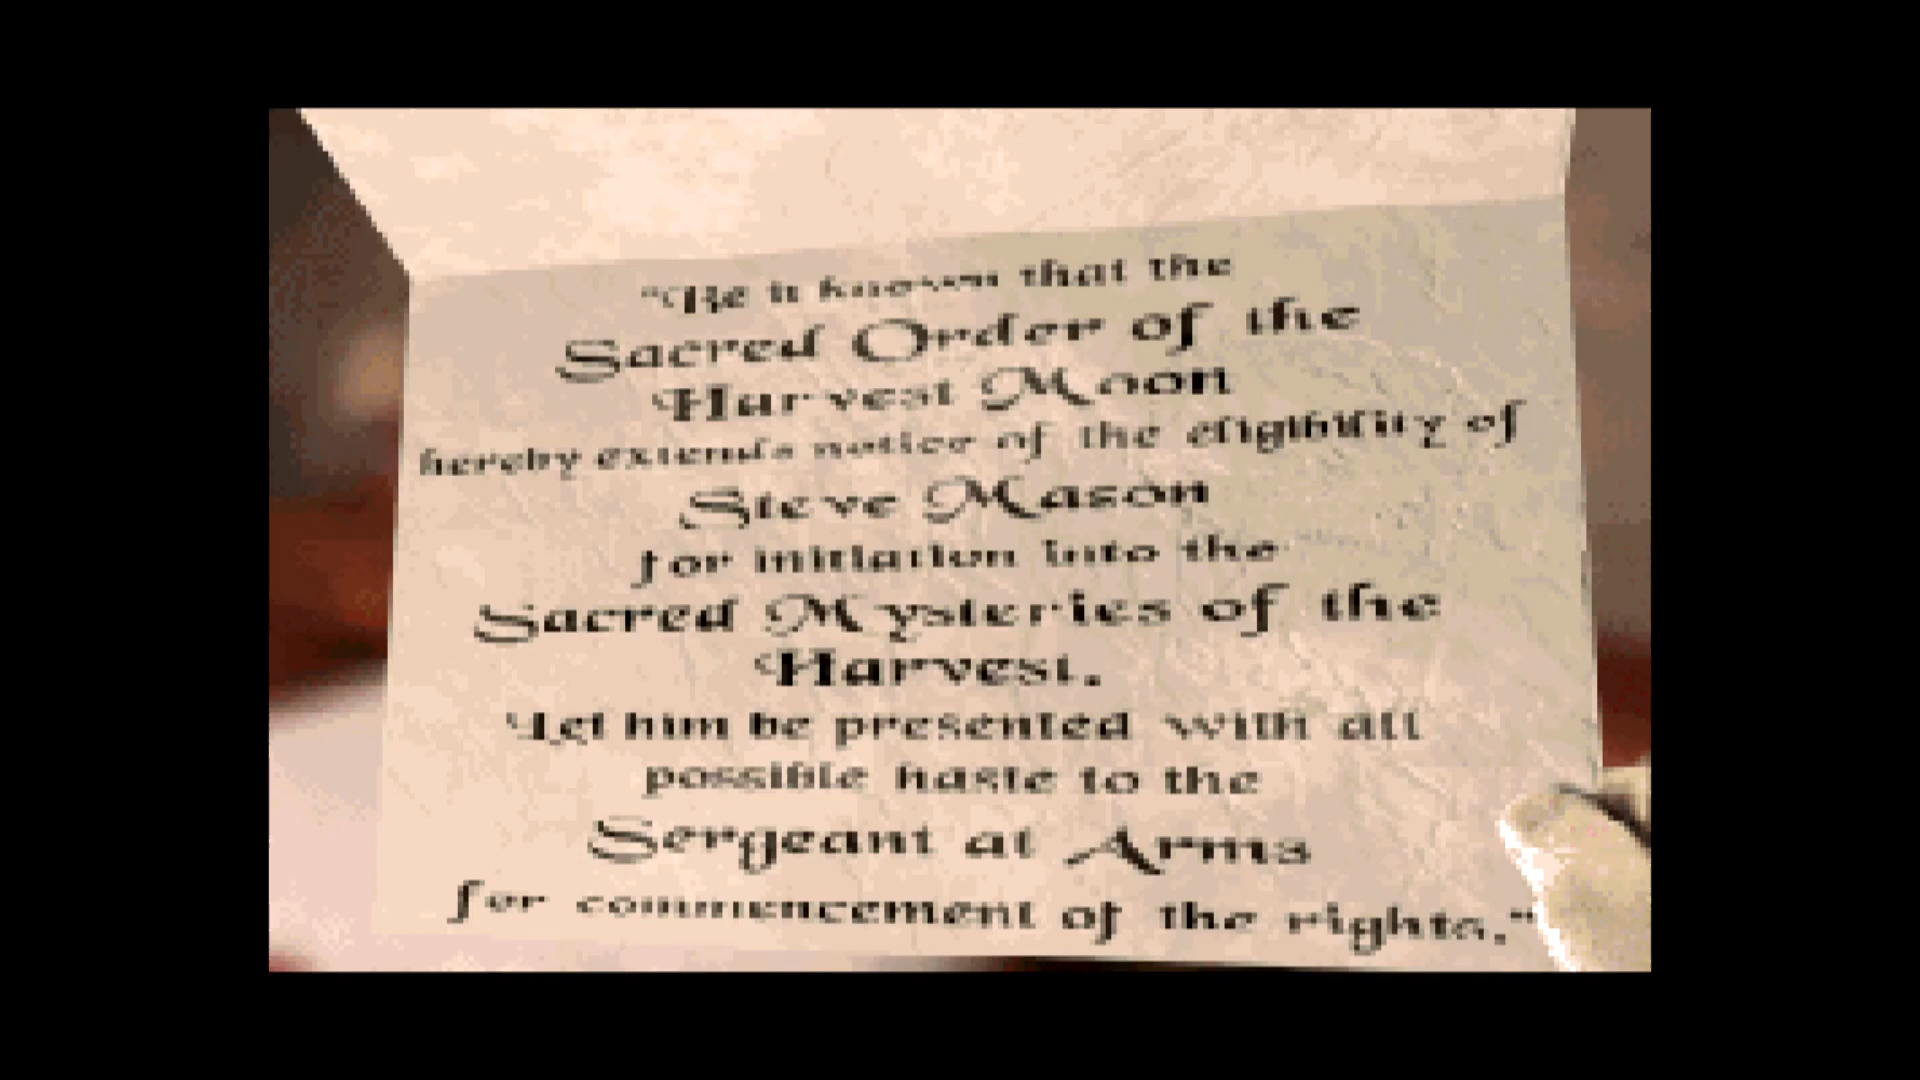 "Be it known that the
Sacred Order of the
Harvest Moon
hereby extends notice of the eligibility of
Steve Mason
for initiation into the
Sacred Mysteries of the
Harvest.
Let him be presented with all
possible haste to the
Sergeant at Arms
for commencement of the rights."